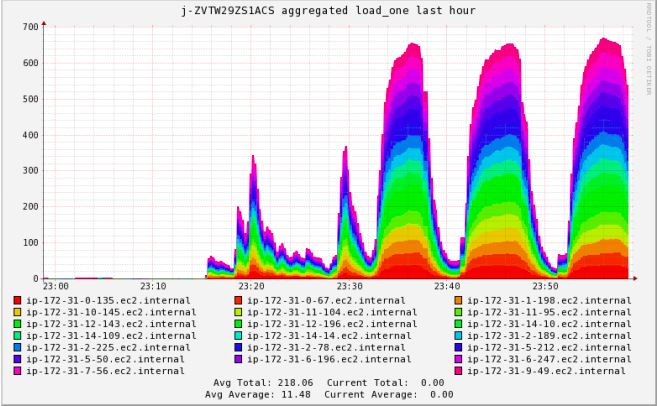 j-ZVTW29ZS1ACS aggregated load_one last hour
RRDTOOL / TOBI OETIKER
700
600
500
400
300
200
100
0
23:00 23:10 23:20 23:30 23:40 23:50
ip-172-31-0-135.ec2.internal ip-172-31-0-67.ec2.internal ip-172-31-1-198.ec2.internal
ip-172-31-10-145.ec2.internal ip-172-31-11-104.ec2.internal ip-172-31-11-95.ec2.internal
ip-172-31-12-143.ec2.internal ip-172-31-12-196.ec2.internal ip-172-31-14-10.ec2.internal
ip-172-31-14-109.ec2.internal ip-172-31-14-14.ec2.internal ip-172-31-2-189.ec2.internal
ip-172-31-2-225.ec2.internal ip-172-31-2-78.ec2.internal ip-172-31-5-212.ec2.internal
ip-172-31-5-50.ec2.internal ip-172-31-6-196.ec2.internal ip-172-31-6-247.ec2.internal
ip-172-31-7-56.ec2.internal ip-172-31-9-49.ec2.internal
Avg Total: 218.06 Current Total: 0.00
Avg Average: 11.48 Current Average: 0.00